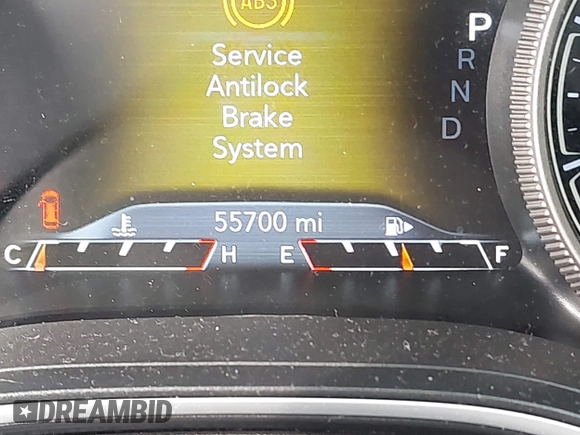 ABS
P
Service
R
Antilock
N
Brake
D
System
55700 mi
C H E F
DREAMBID